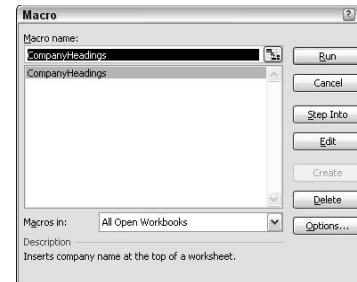 Macro
?
Macro name:
CompanyHeadings
CompanyHeadings
Run
Cancel
Step Into
Edit
Create
Delete
Options...
Macros in: All Open Workbooks
Description
Inserts company name at the top of a worksheet.